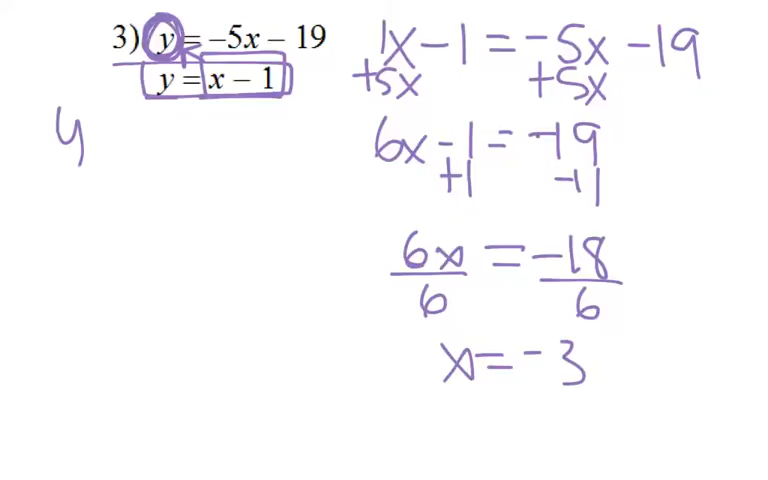 3) y = −5x − 19
y = x − 1
y
1x − 1 = −5x − 19
+5x +5x
6x − 1 = −19
+1 −11
6x = −18
6 6
x = −3